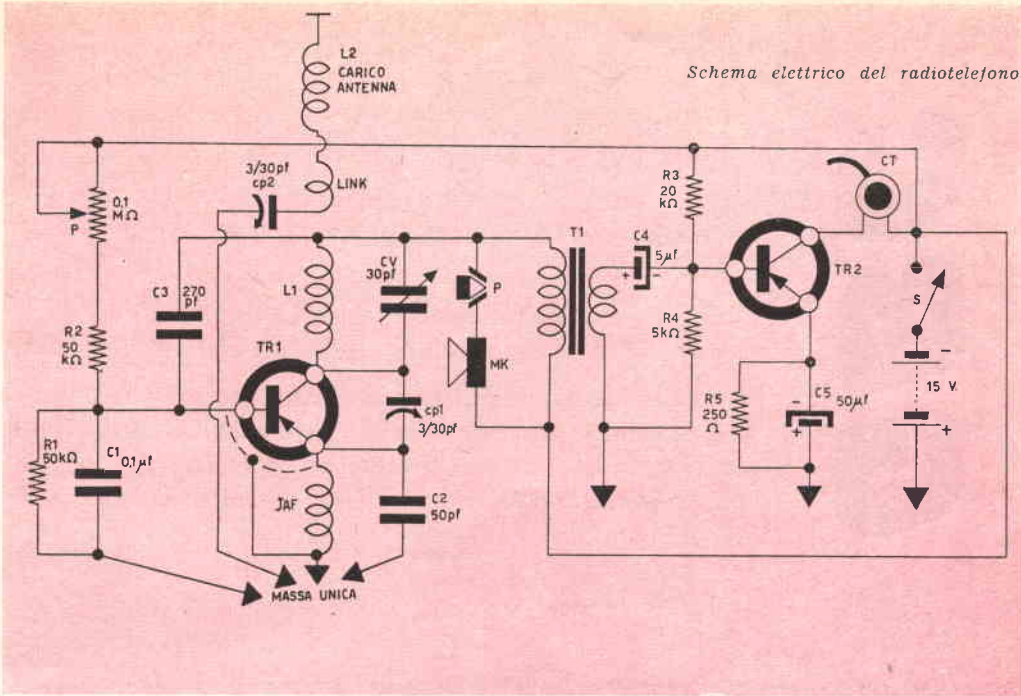 Schema elettrico del radiotelefono
L2
CARICO
ANTENNA
3/30pf
cp2
LINK
0,1
MΩ
P
C3
270
pf
L1
CV
30pf
P
T1
C4
5µf
+
-
R3
20
kΩ
CT
TR2
R2
50
kΩ
TR1
MK
R4
5kΩ
S
-
15 V.
+
cp1
3/30pf
R1
50kΩ
C1
0,1µf
JAF
C2
50pf
R5
250
Ω
-
+
C5
50µf
MASSA UNICA